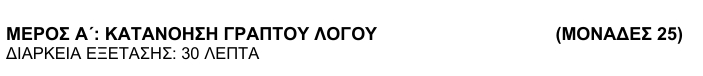 ΜΕΡΟΣ Α΄: ΚΑΤΑΝΟΗΣΗ ΓΡΑΠΤΟΥ ΛΟΓΟΥ (ΜΟΝΑΔΕΣ 25)
ΔΙΑΡΚΕΙΑ ΕΞΕΤΑΣΗΣ: 30 ΛΕΠΤΑ